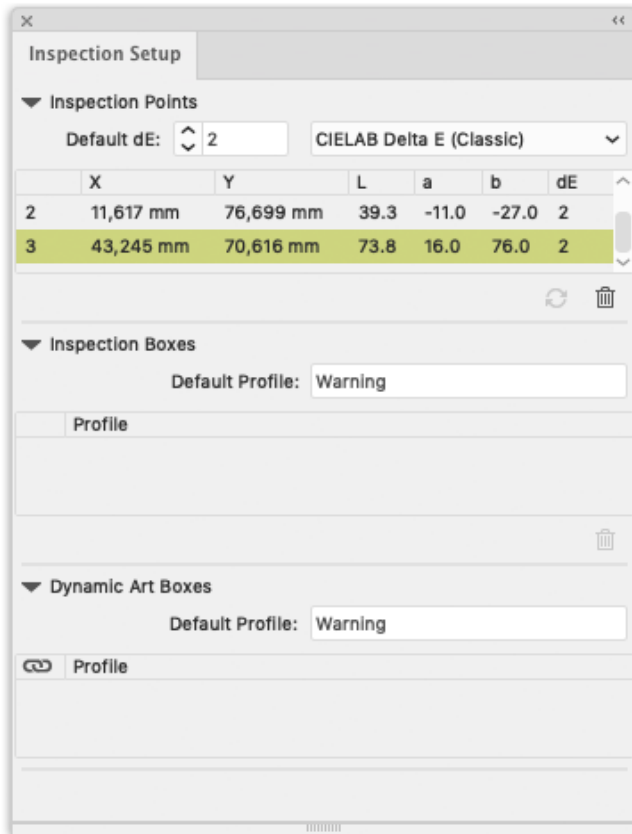 Inspection Setup
Inspection Points
Default dE: 2 CIELAB Delta E (Classic)
X Y L a b dE
2 11,617 mm 76,699 mm 39.3 -11.0 -27.0 2
3 43,245 mm 70,616 mm 73.8 16.0 76.0 2
Inspection Boxes
Default Profile: Warning
Profile
Dynamic Art Boxes
Default Profile: Warning
Profile